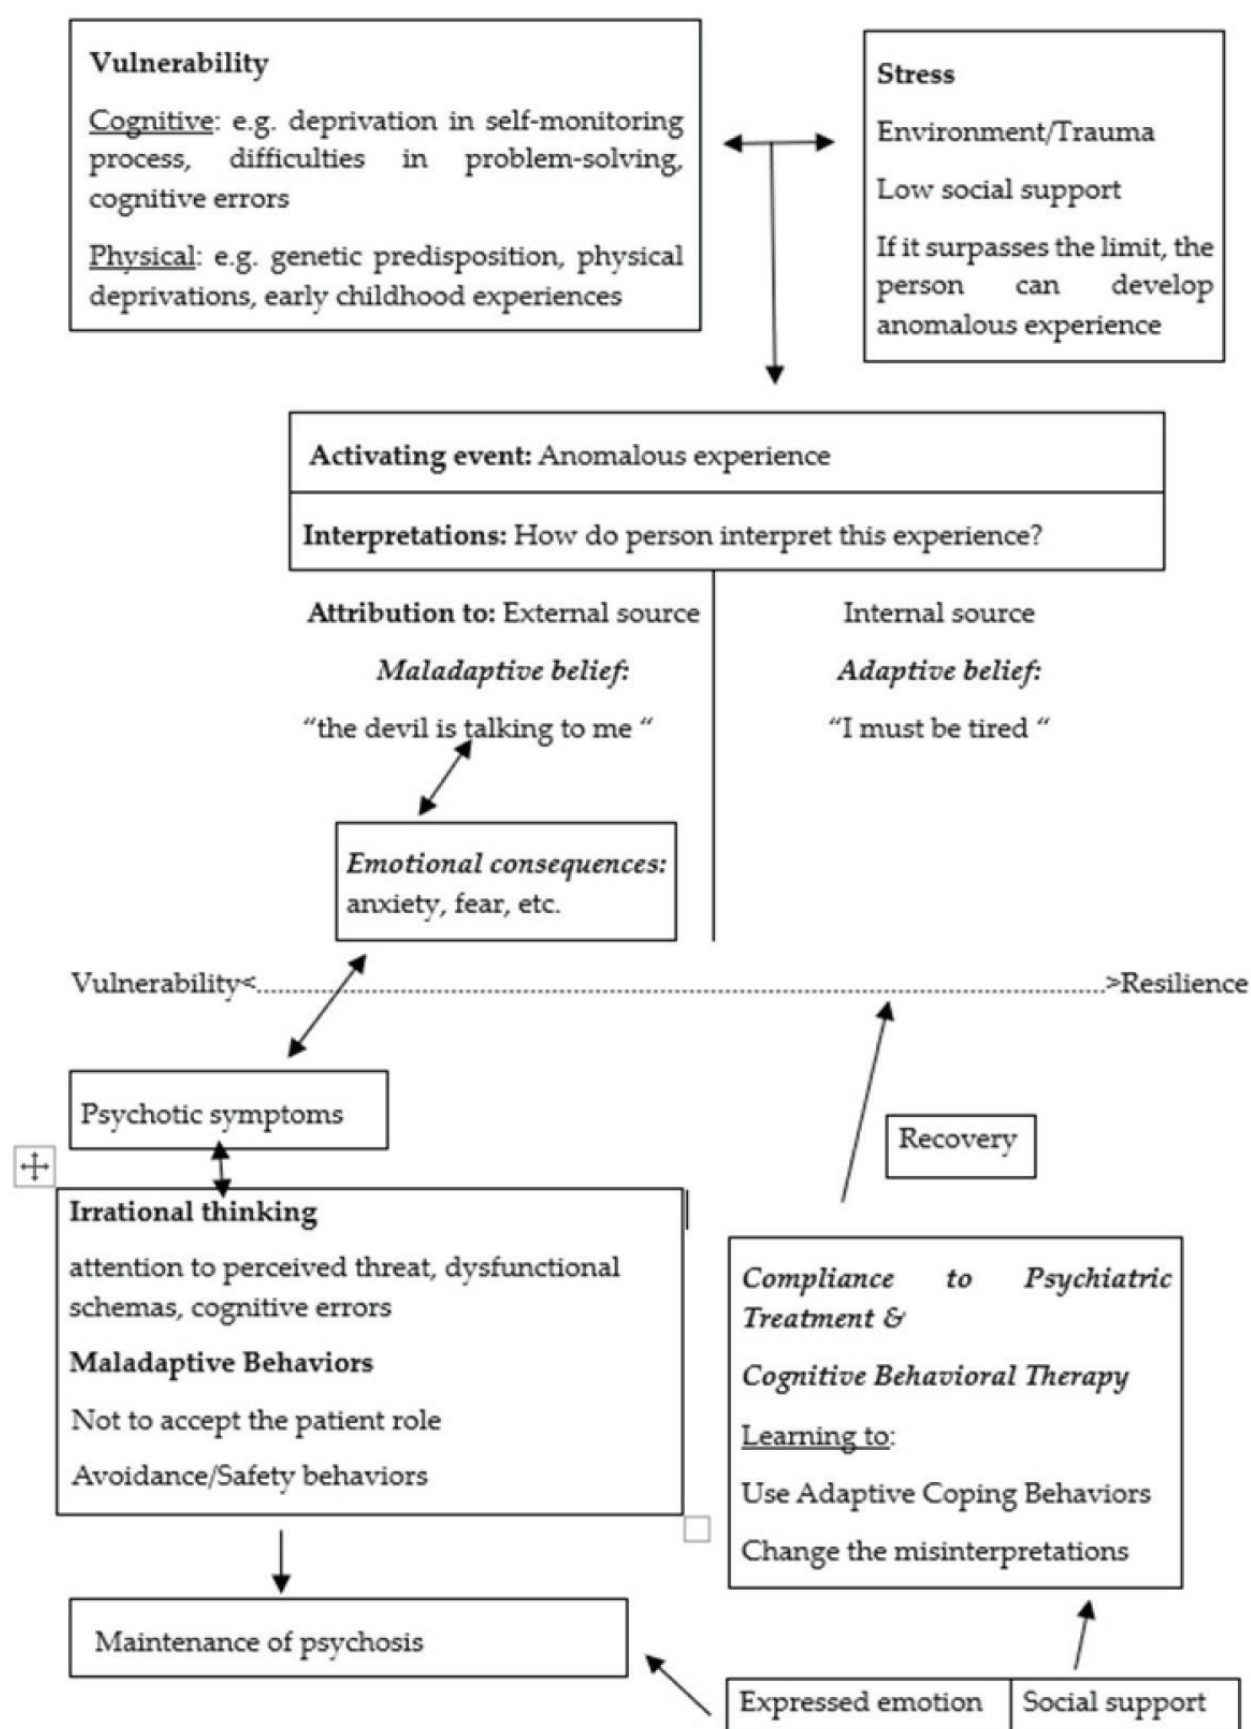 Vulnerability
Cognitive: e.g. deprivation in self-monitoring
process, difficulties in problem-solving,
cognitive errors
Physical: e.g. genetic predisposition, physical
deprivations, early childhood experiences
Stress
Environment/Trauma
Low social support
If it surpasses the limit, the
person can develop
anomalous experience
Activating event: Anomalous experience
Interpretations: How do person interpret this experience?
Attribution to: External source
Maladaptive belief:
“the devil is talking to me “
Internal source
Adaptive belief:
“I must be tired “
Emotional consequences:
anxiety, fear, etc.
Vulnerability<......>Resilience
Psychotic symptoms
Irrational thinking
attention to perceived threat, dysfunctional
schemas, cognitive errors
Maladaptive Behaviors
Not to accept the patient role
Avoidance/Safety behaviors
Maintenance of psychosis
Recovery
Compliance to Psychiatric
Treatment &
Cognitive Behavioral Therapy
Learning to:
Use Adaptive Coping Behaviors
Change the misinterpretations
Expressed emotion
Social support